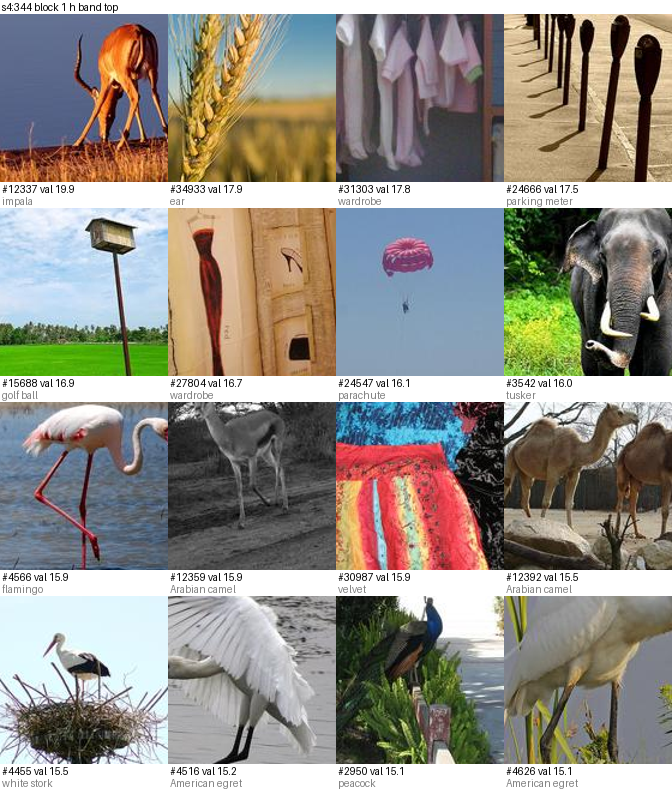 s4:344 block 1 h band top
#12337 val 19.9
impala
#34933 val 17.9
ear
#31303 val 17.8
wardrobe
#24666 val 17.5
parking meter
#15688 val 16.9
golf ball
#27804 val 16.7
wardrobe
#24547 val 16.1
parachute
#3542 val 16.0
tusker
#4566 val 15.9
flamingo
#12359 val 15.9
Arabian camel
#30987 val 15.9
velvet
#12392 val 15.5
Arabian camel
#4455 val 15.5
white stork
#4516 val 15.2
American egret
#2950 val 15.1
peacock
#4626 val 15.1
American egret